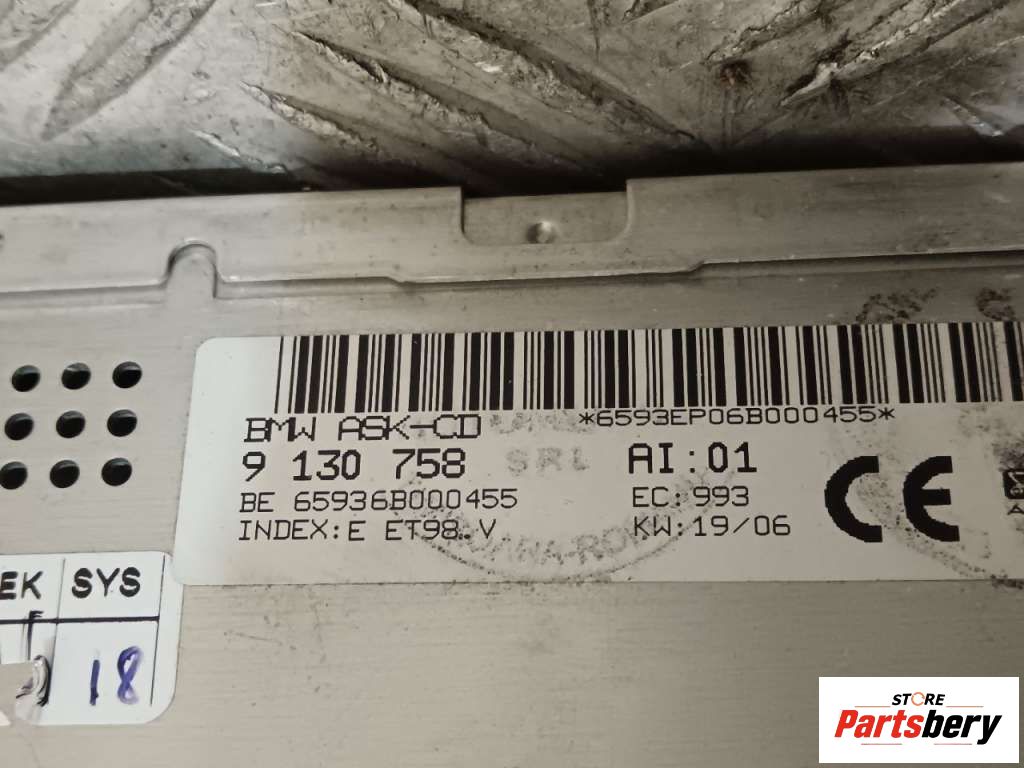 *6593EP06B000455*
BMW ASK-CD
9 130 758
SRL
AI:01
BE 65936B000455
EC:993
INDEX:E ET98.V
KW:19/06
CE
EK SYS
18
STORE
Partsbery